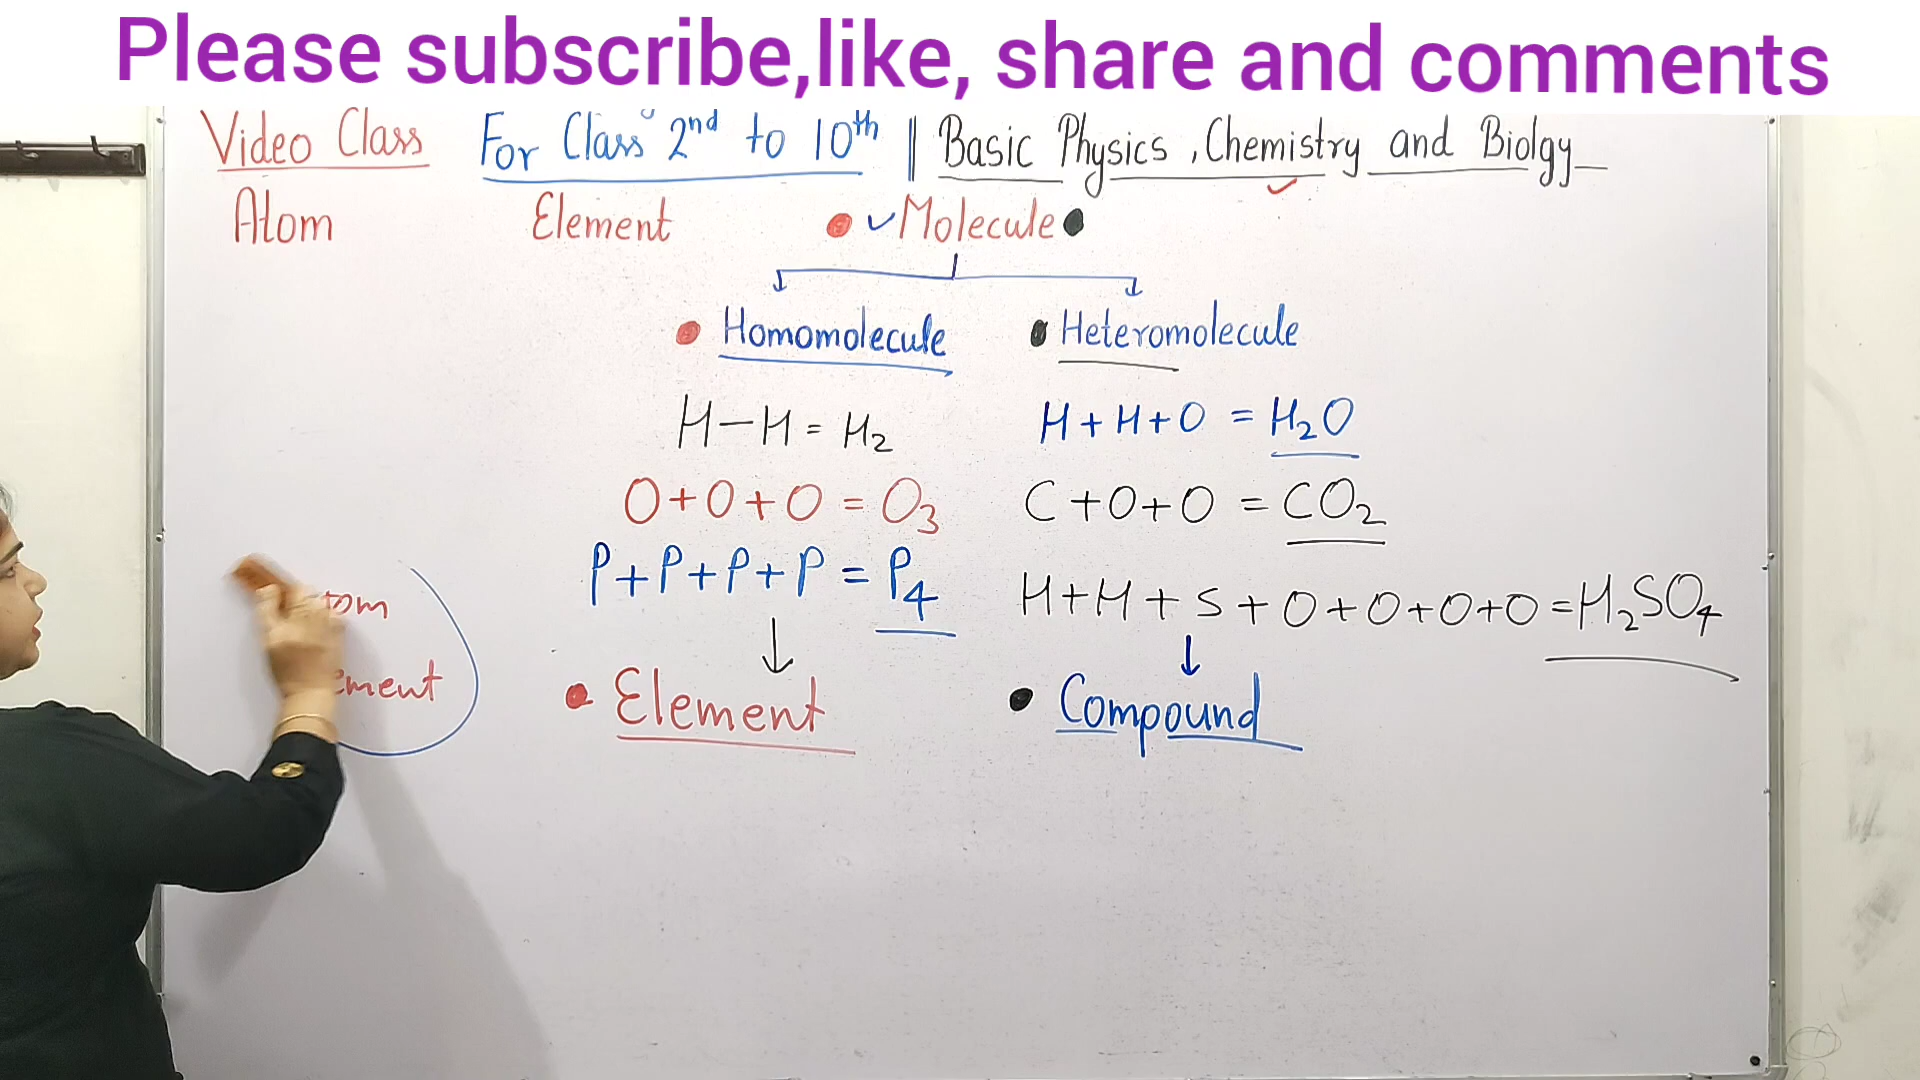 Please subscribe,like, share and comments
Video Class For Class 2nd to 10th || Basic Physics, Chemistry and Biolgy
Atom Element Molecule
Homomolecule Heteromolecule
H-H = H2 H+H+O = H2O
O+O+O = O3 C+O+O = CO2
P+P+P+P = P4 H+H+S+O+O+O+O=H2SO4
Element Compound